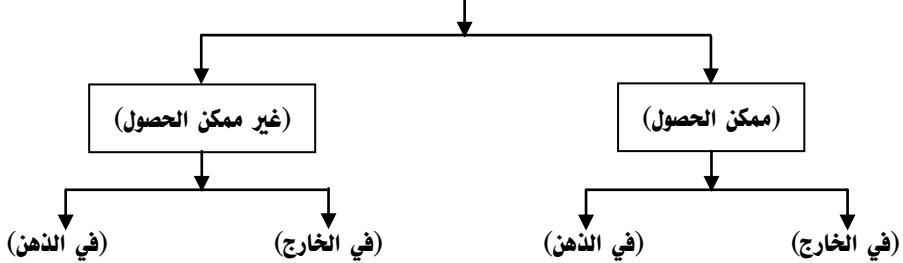 (ممكن الحصول) (غير ممكن الحصول)
(في الخارج) (في الذهن) (في الخارج) (في الذهن)